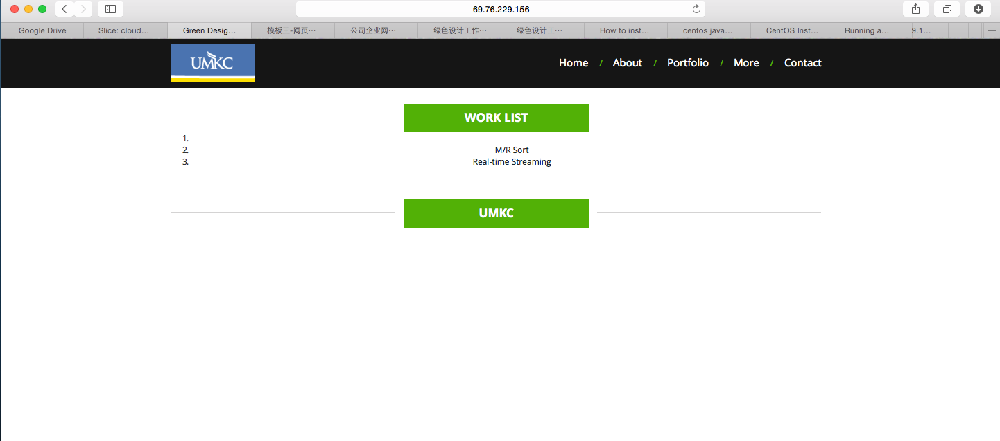 69.76.229.156
Google Drive
Slice: cloud...
Green Desig...
模板王-网页···
公司企业网···
绿色设计工作···
绿色设计工···
How to inst...
centos java...
CentOS Inst...
Running a...
9.1...
UMKC
Home / About / Portfolio / More / Contact
WORK LIST
1.
2. M/R Sort
3. Real-time Streaming
UMKC